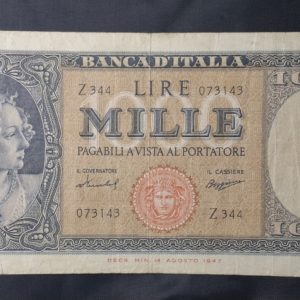 BANCA D'ITALIA
Z 344 LIRE 073143
1000
MILLE
PAGABILI A VISTA AL PORTATORE
IL GOVERNATORE IL CASSIERE
073143 Z 344
DECR. MIN. 14 AGOSTO 1947